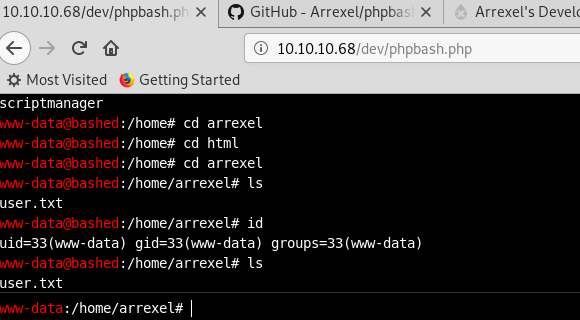 10.10.10.68/dev/phpbash.ph
GitHub - Arrexel/phpbas
Arrexel's Develo
10.10.10.68/dev/phpbash.php
Most Visited Getting Started
scriptmanager
www-data@bashed:/home# cd arrexel
www-data@bashed:/home# cd html
www-data@bashed:/home# cd arrexel
www-data@bashed:/home/arrexel# ls
user.txt
www-data@bashed:/home/arrexel# id
uid=33(www-data) gid=33(www-data) groups=33(www-data)
www-data@bashed:/home/arrexel# ls
user.txt
www-data:/home/arrexel#